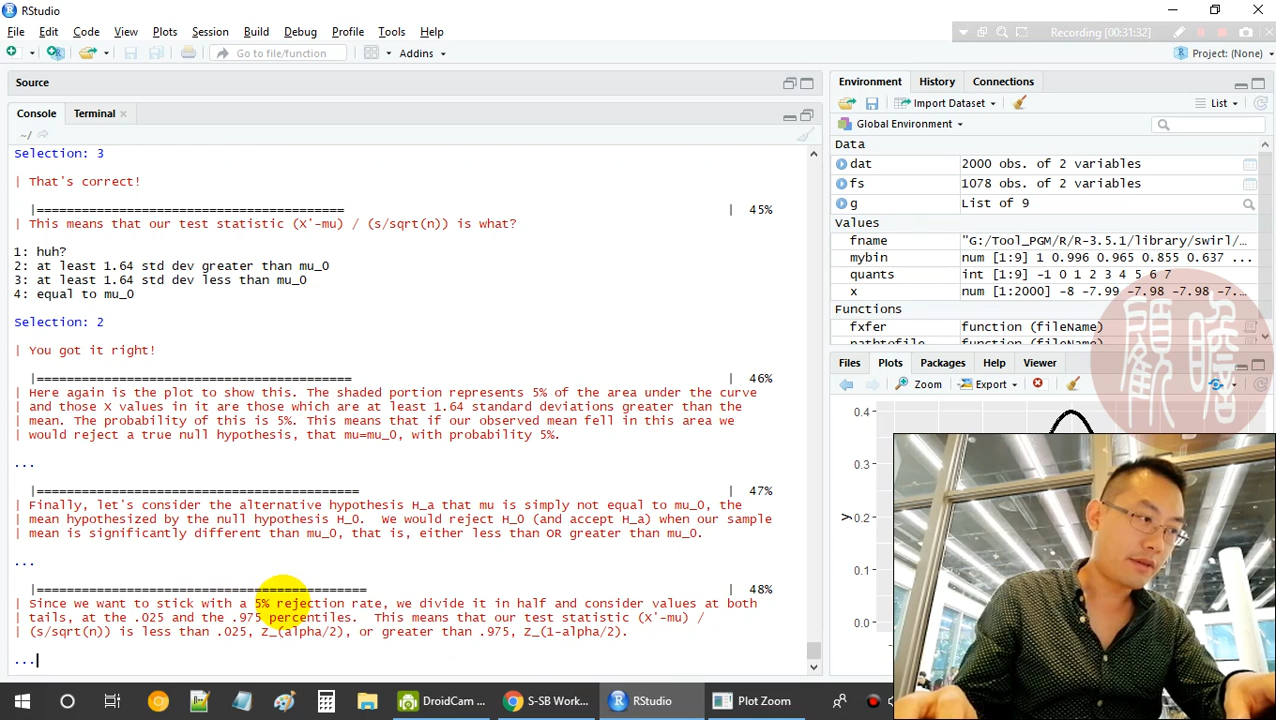 RStudio
File Edit Code View Plots Session Build Debug Profile Tools Help
Recording [00:31:32]
Go to file/function
Addins
Project: (None)
Source
Environment History Connections
Import Dataset
List
Console Terminal
Global Environment
~/
Data
dat 2000 obs. of 2 variables
fs 1078 obs. of 2 variables
g List of 9
Values
fname "G:/Tool_PGM/R/R-3.5.1/library/swirl/…
mybin num [1:9] 1 0.996 0.965 0.855 0.637 ...
quants int [1:9] -1 0 1 2 3 4 5 6 7
x num [1:2000] -8 -7.99 -7.98 -7.98 -7.…
Functions
fxfer function (fileName)
pathtofile function (fileName)
顧瞻
Files Plots Packages Help Viewer
Zoom Export
0.4
0.3
0.2
0.1
0.0
y
Selection: 3
| That's correct!
|========================================= | 45%
| This means that our test statistic (X'-mu) / (s/sqrt(n)) is what?
1: huh?
2: at least 1.64 std dev greater than mu_0
3: at least 1.64 std dev less than mu_0
4: equal to mu_0
Selection: 2
| You got it right!
|========================================== | 46%
| Here again is the plot to show this. The shaded portion represents 5% of the area under the curve
| and those X values in it are those which are at least 1.64 standard deviations greater than the
| mean. The probability of this is 5%. This means that if our observed mean fell in this area we
| would reject a true null hypothesis, that mu=mu_0, with probability 5%.
...
|=========================================== | 47%
| Finally, let's consider the alternative hypothesis H_a that mu is simply not equal to mu_0, the
| mean hypothesized by the null hypothesis H_0.  We would reject H_0 (and accept H_a) when our sample
| mean is significantly different than mu_0, that is, either less than OR greater than mu_0.
...
|============================================ | 48%
| Since we want to stick with a 5% rejection rate, we divide it in half and consider values at both
| tails, at the .025 and the .975 percentiles.  This means that our test statistic (X'-mu) /
| (s/sqrt(n)) is less than .025, Z_(alpha/2), or greater than .975, Z_(1-alpha/2).
...
DroidCam ... S-SB Work... RStudio Plot Zoom